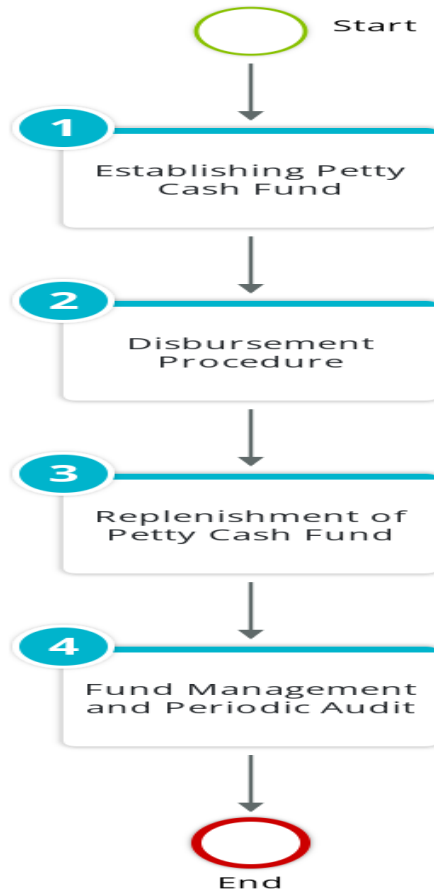 Start
1
Establishing Petty
Cash Fund
2
Disbursement
Procedure
3
Replenishment of
Petty Cash Fund
4
Fund Management
and Periodic Audit
End